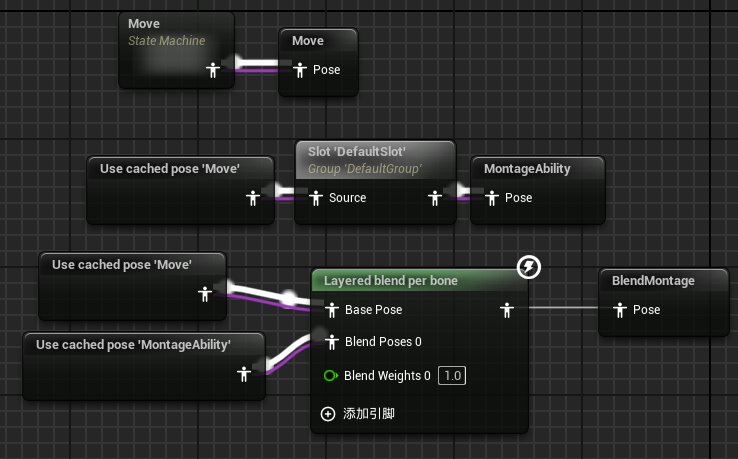 Move
State Machine
Move
Pose
Use cached pose 'Move'
Slot 'DefaultSlot'
Group 'DefaultGroup'
Source
MontageAbility
Pose
Use cached pose 'Move'
Use cached pose 'MontageAbility'
Layered blend per bone
Base Pose
Blend Poses 0
Blend Weights 0 1.0
添加引脚
BlendMontage
Pose